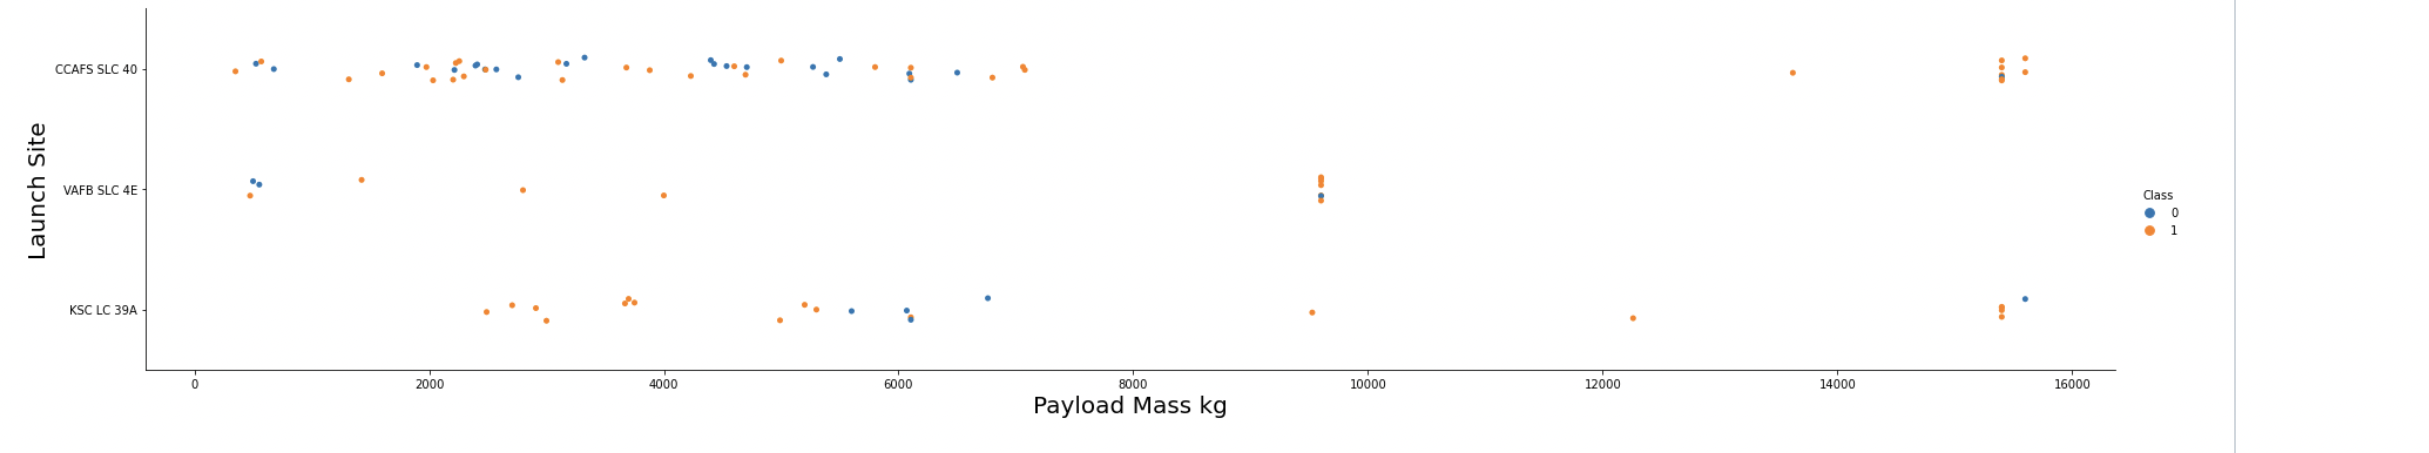 CCAFS SLC 40
VAFB SLC 4E
KSC LC 39A
Launch Site
0 2000 4000 6000 8000 10000 12000 14000 16000
Payload Mass kg
Class
0
1